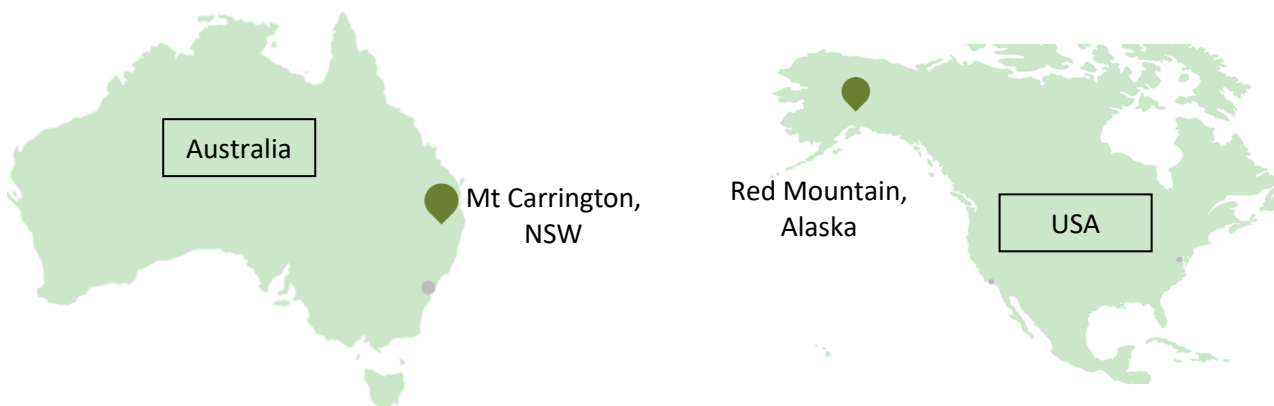 Australia
Mt Carrington,
NSW
Red Mountain,
Alaska
USA